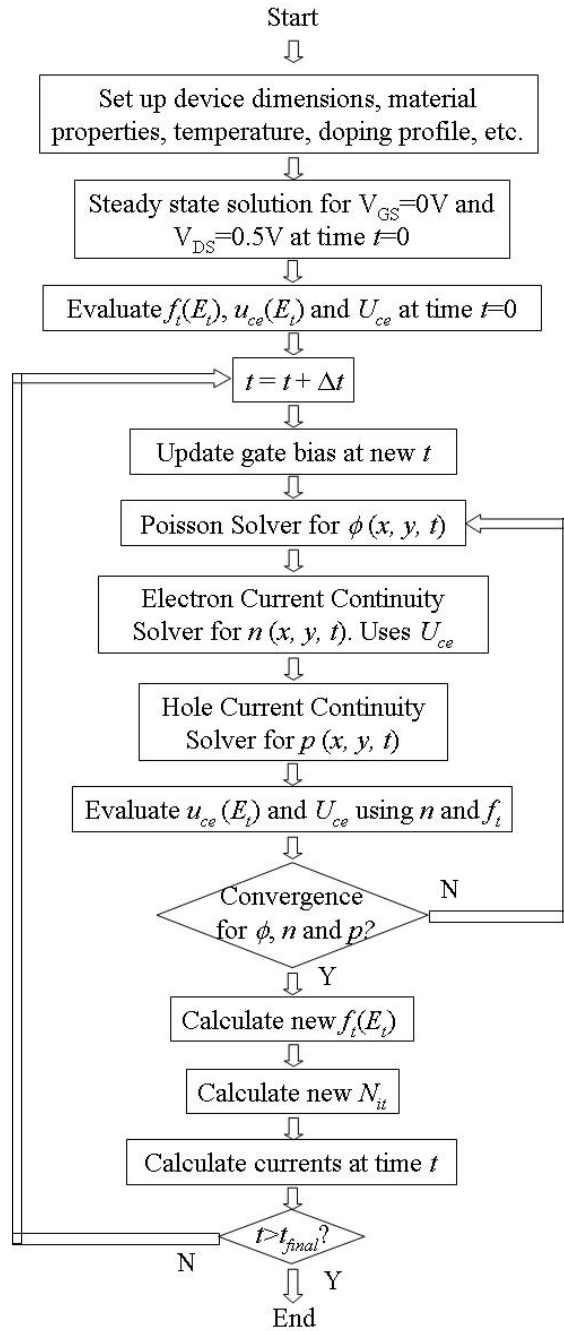 Start
Set up device dimensions, material
properties, temperature, doping profile, etc.
Steady state solution for V_GS=0V and
V_DS=0.5V at time t=0
Evaluate f_t(E_t), u_ce(E_t) and U_ce at time t=0
t = t + Δt
Update gate bias at new t
Poisson Solver for ϕ (x, y, t)
Electron Current Continuity
Solver for n (x, y, t). Uses U_ce
Hole Current Continuity
Solver for p (x, y, t)
Evaluate u_ce (E_t) and U_ce using n and f_t
Convergence
for ϕ, n and p?
N
Y
Calculate new f_t(E_t)
Calculate new N_it
Calculate currents at time t
t>t_final?
N
Y
End